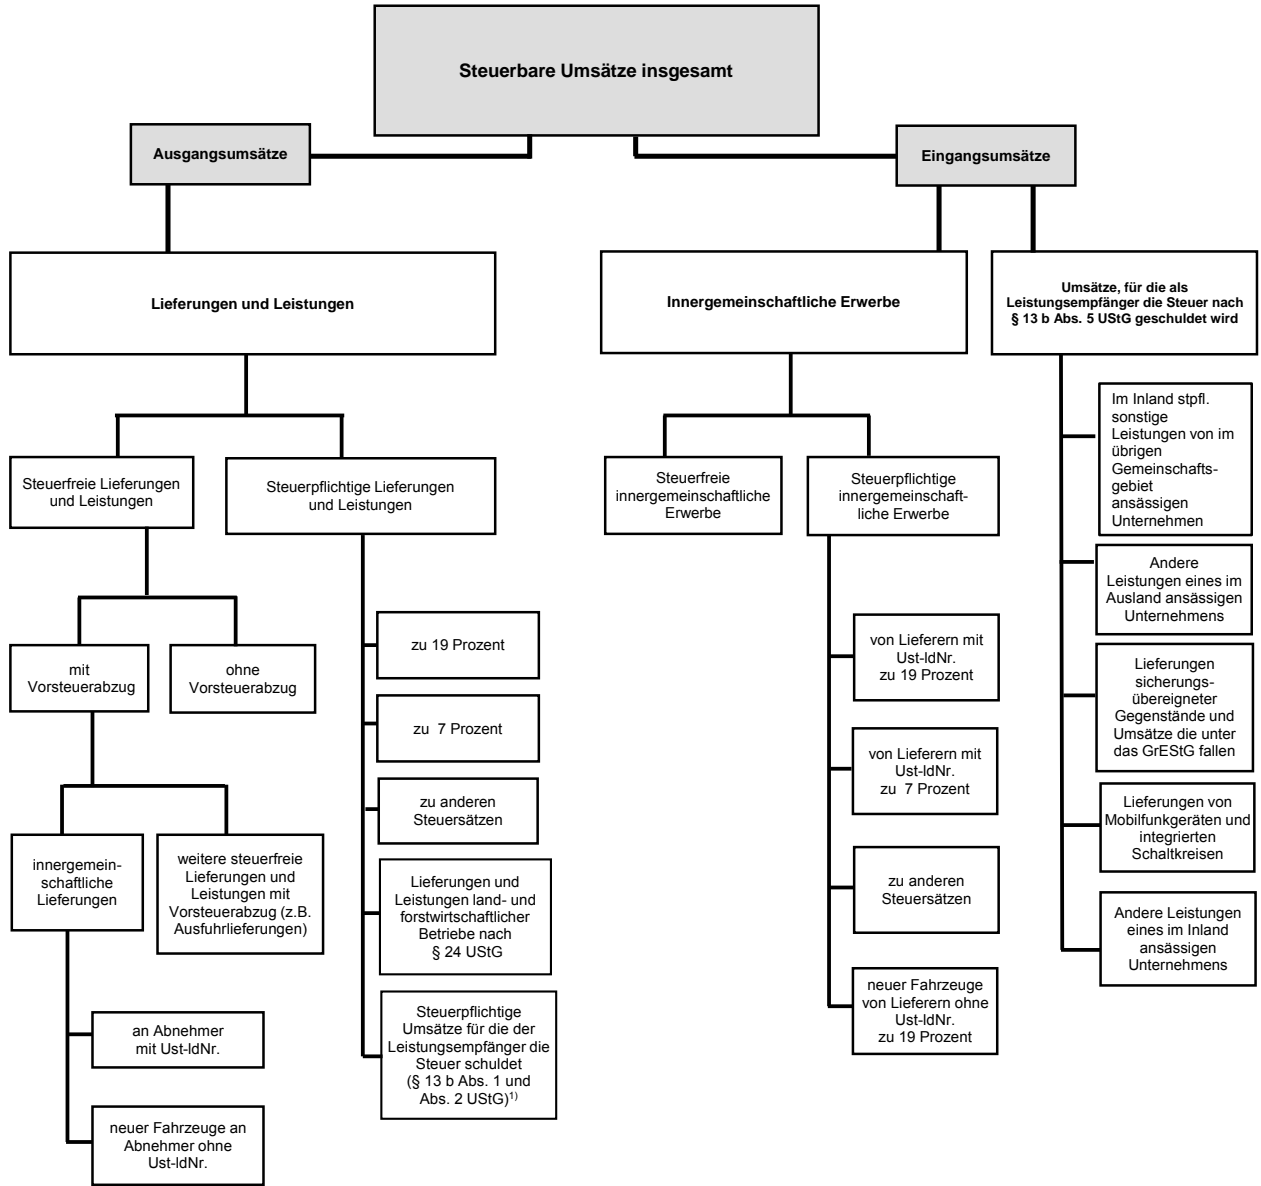 Steuerbare Umsätze insgesamt
Ausgangsumsätze
Eingangsumsätze
Lieferungen und Leistungen
Innergemeinschaftliche Erwerbe
Umsätze, für die als
Leistungsempfänger die Steuer nach
§ 13 b Abs. 5 UStG geschuldet wird
Steuerfreie Lieferungen
und Leistungen
Steuerpflichtige Lieferungen
und Leistungen
Steuerfreie
innergemeinschaftliche
Erwerbe
Steuerpflichtige
innergemeinschaft-
liche Erwerbe
Im Inland stpfl.
sonstige
Leistungen von im
übrigen
Gemeinschafts-
gebiet
ansässigen
Unternehmen
Andere
Leistungen eines im
Ausland ansässigen
Unternehmens
Lieferungen
sicherungs-
übereigneter
Gegenstände und
Umsätze die unter
das GrEStG fallen
Lieferungen von
Mobilfunkgeräten und
integrierten
Schaltkreisen
Andere Leistungen
eines im Inland
ansässigen
Unternehmens
mit
Vorsteuerabzug
ohne
Vorsteuerabzug
zu 19 Prozent
zu  7 Prozent
zu anderen
Steuersätzen
Lieferungen und
Leistungen land- und
forstwirtschaftlicher
Betriebe nach
§ 24 UStG
Steuerpflichtige
Umsätze für die der
Leistungsempfänger die
Steuer schuldet
(§ 13 b Abs. 1 und
Abs. 2 UStG)1)
von Lieferern mit
Ust-IdNr.
zu 19 Prozent
von Lieferern mit
Ust-IdNr.
zu  7 Prozent
zu anderen
Steuersätzen
neuer Fahrzeuge
von Lieferern ohne
Ust-IdNr.
zu 19 Prozent
innergemein-
schaftliche
Lieferungen
weitere steuerfreie
Lieferungen und
Leistungen mit
Vorsteuerabzug (z.B.
Ausfuhrlieferungen)
an Abnehmer
mit Ust-IdNr.
neuer Fahrzeuge an
Abnehmer ohne
Ust-IdNr.